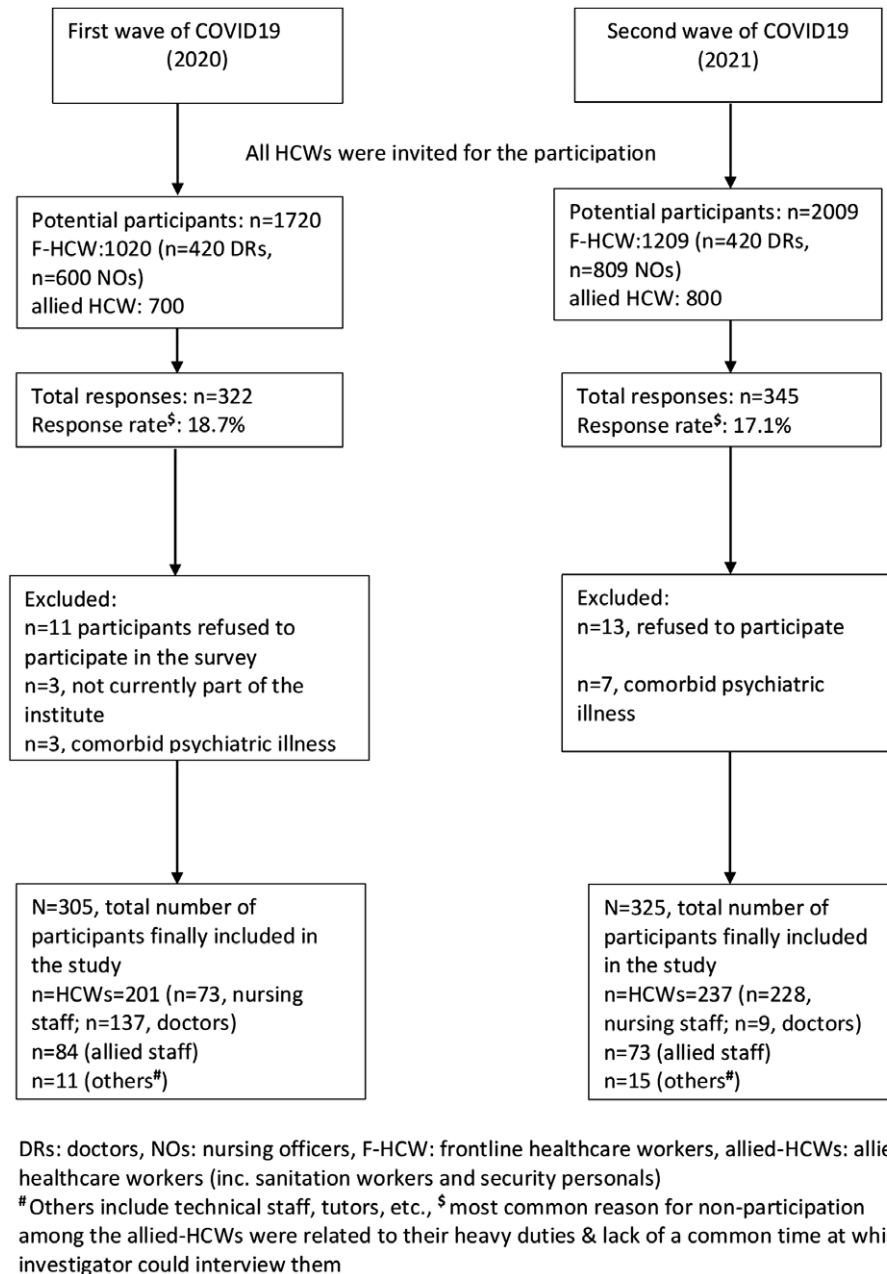 First wave of COVID19
(2020)
Second wave of COVID19
(2021)
All HCWs were invited for the participation
Potential participants: n=1720
F-HCW:1020 (n=420 DRs,
n=600 NOs)
allied HCW: 700
Potential participants: n=2009
F-HCW:1209 (n=420 DRs,
n=809 NOs)
allied HCW: 800
Total responses: n=322
Response rate$: 18.7%
Total responses: n=345
Response rate$: 17.1%
Excluded:
n=11 participants refused to
participate in the survey
n=3, not currently part of the
institute
n=3, comorbid psychiatric illness
Excluded:
n=13, refused to participate
n=7, comorbid psychiatric
illness
N=305, total number of
participants finally included in
the study
n=HCWs=201 (n=73, nursing
staff; n=137, doctors)
n=84 (allied staff)
n=11 (others#)
N=325, total number of
participants finally included
in the study
n=HCWs=237 (n=228,
nursing staff; n=9, doctors)
n=73 (allied staff)
n=15 (others#)
DRs: doctors, NOs: nursing officers, F-HCW: frontline healthcare workers, allied-HCWs: allie
healthcare workers (inc. sanitation workers and security personals)
#Others include technical staff, tutors, etc., $ most common reason for non-participation
among the allied-HCWs were related to their heavy duties & lack of a common time at whi
investigator could interview them